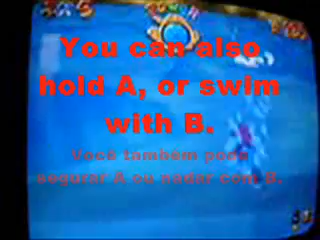 You can also
hold A, or swim
with B.
Você também pode
segurar A ou nadar com B.